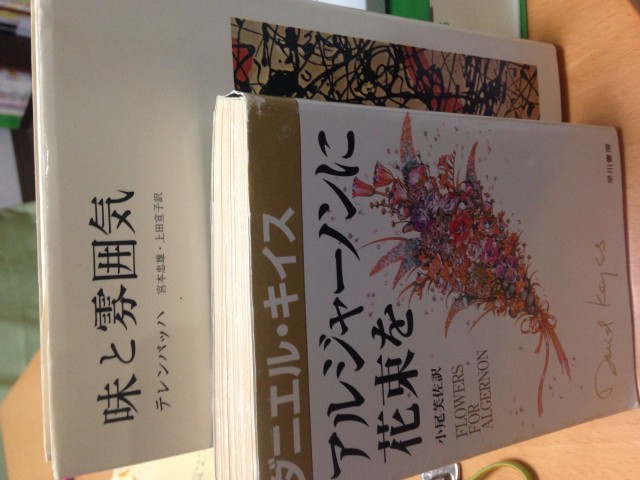 味と雰囲気
テレンバッハ 宮本忠雄・上田宣子訳
ダニエル・キイス
アルジャーノンに
花束を
小尾芙佐訳
FLOWERS
FOR
ALGERNON
早川書房
Daniel Keyes